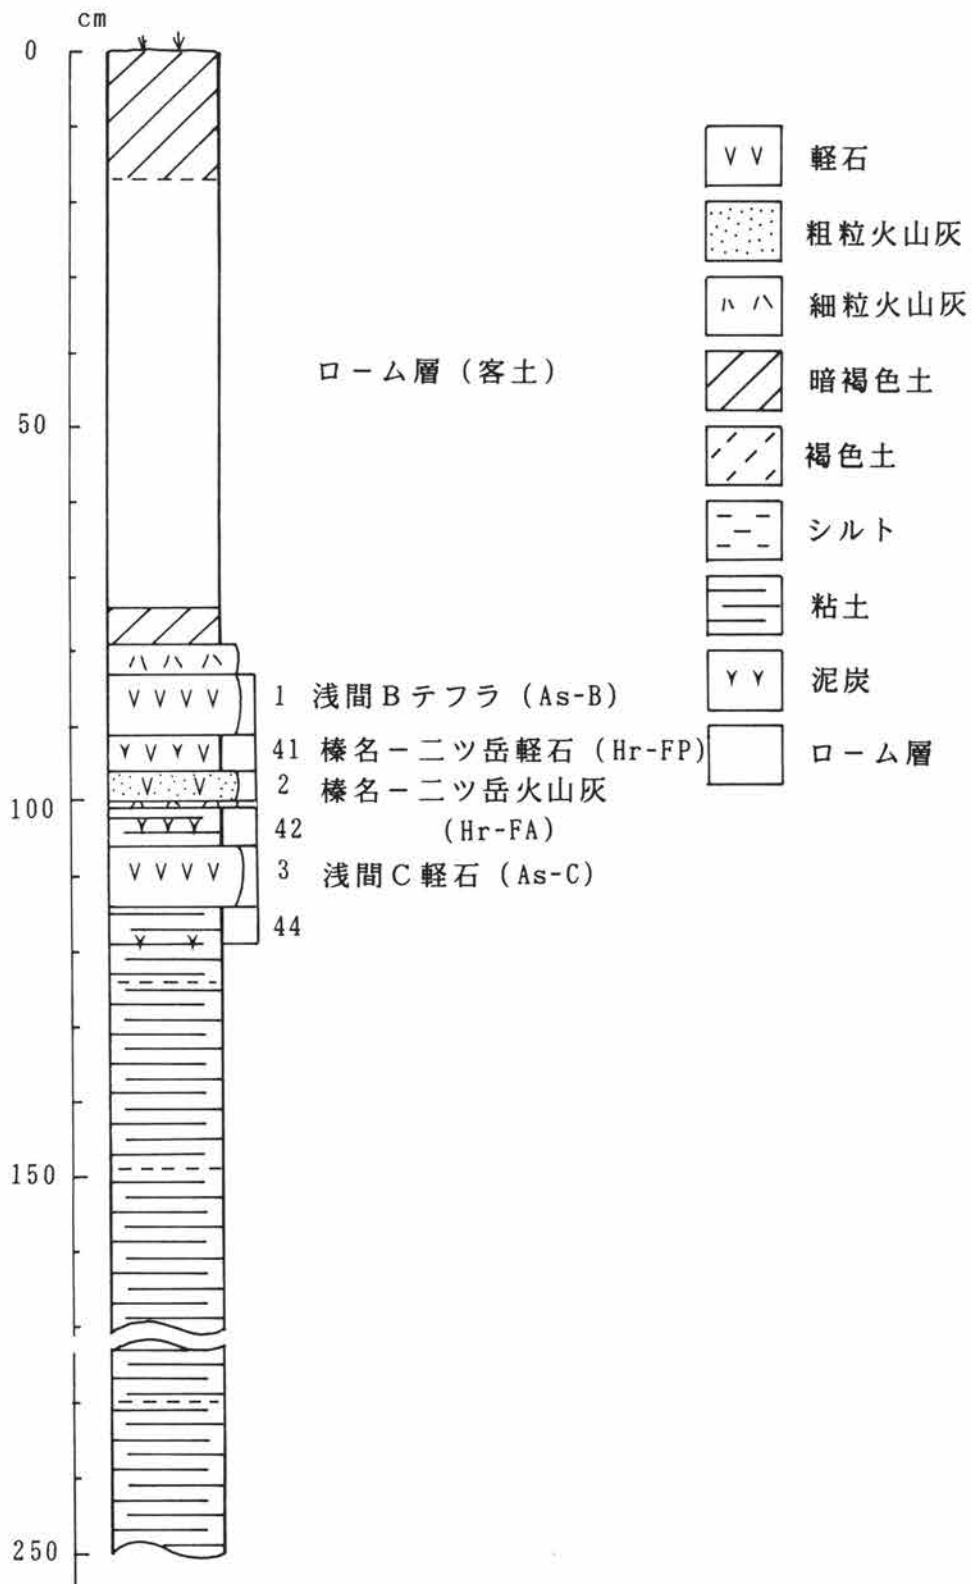 cm
0
50
100
150
250
ローム層 (客土)
1 浅間Bテフラ (As-B)
41 榛名-二ツ岳軽石 (Hr-FP)
2 榛名-二ツ岳火山灰
42 (Hr-FA)
3 浅間C軽石 (As-C)
44
軽石
粗粒火山灰
細粒火山灰
暗褐色土
褐色土
シルト
粘土
泥炭
ローム層